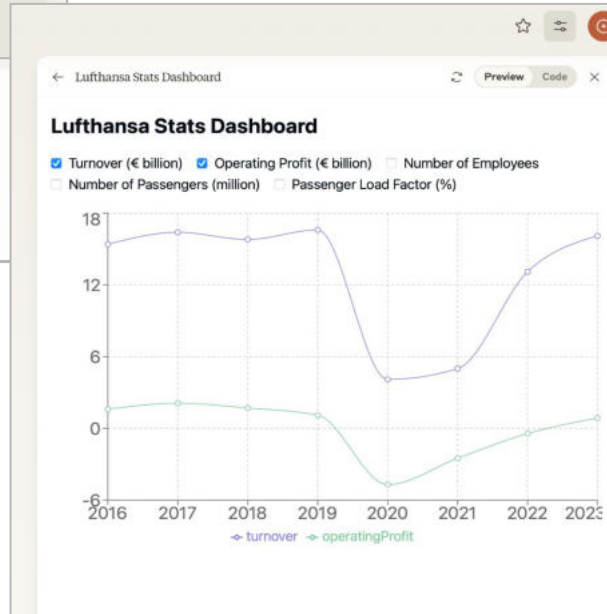 Lufthansa Stats Dashboard
Preview Code
Lufthansa Stats Dashboard
Turnover (€ billion) Operating Profit (€ billion) Number of Employees
Number of Passengers (million) Passenger Load Factor (%)
18
12
6
0
-6
2016 2017 2018 2019 2020 2021 2022 2023
turnover operatingProfit